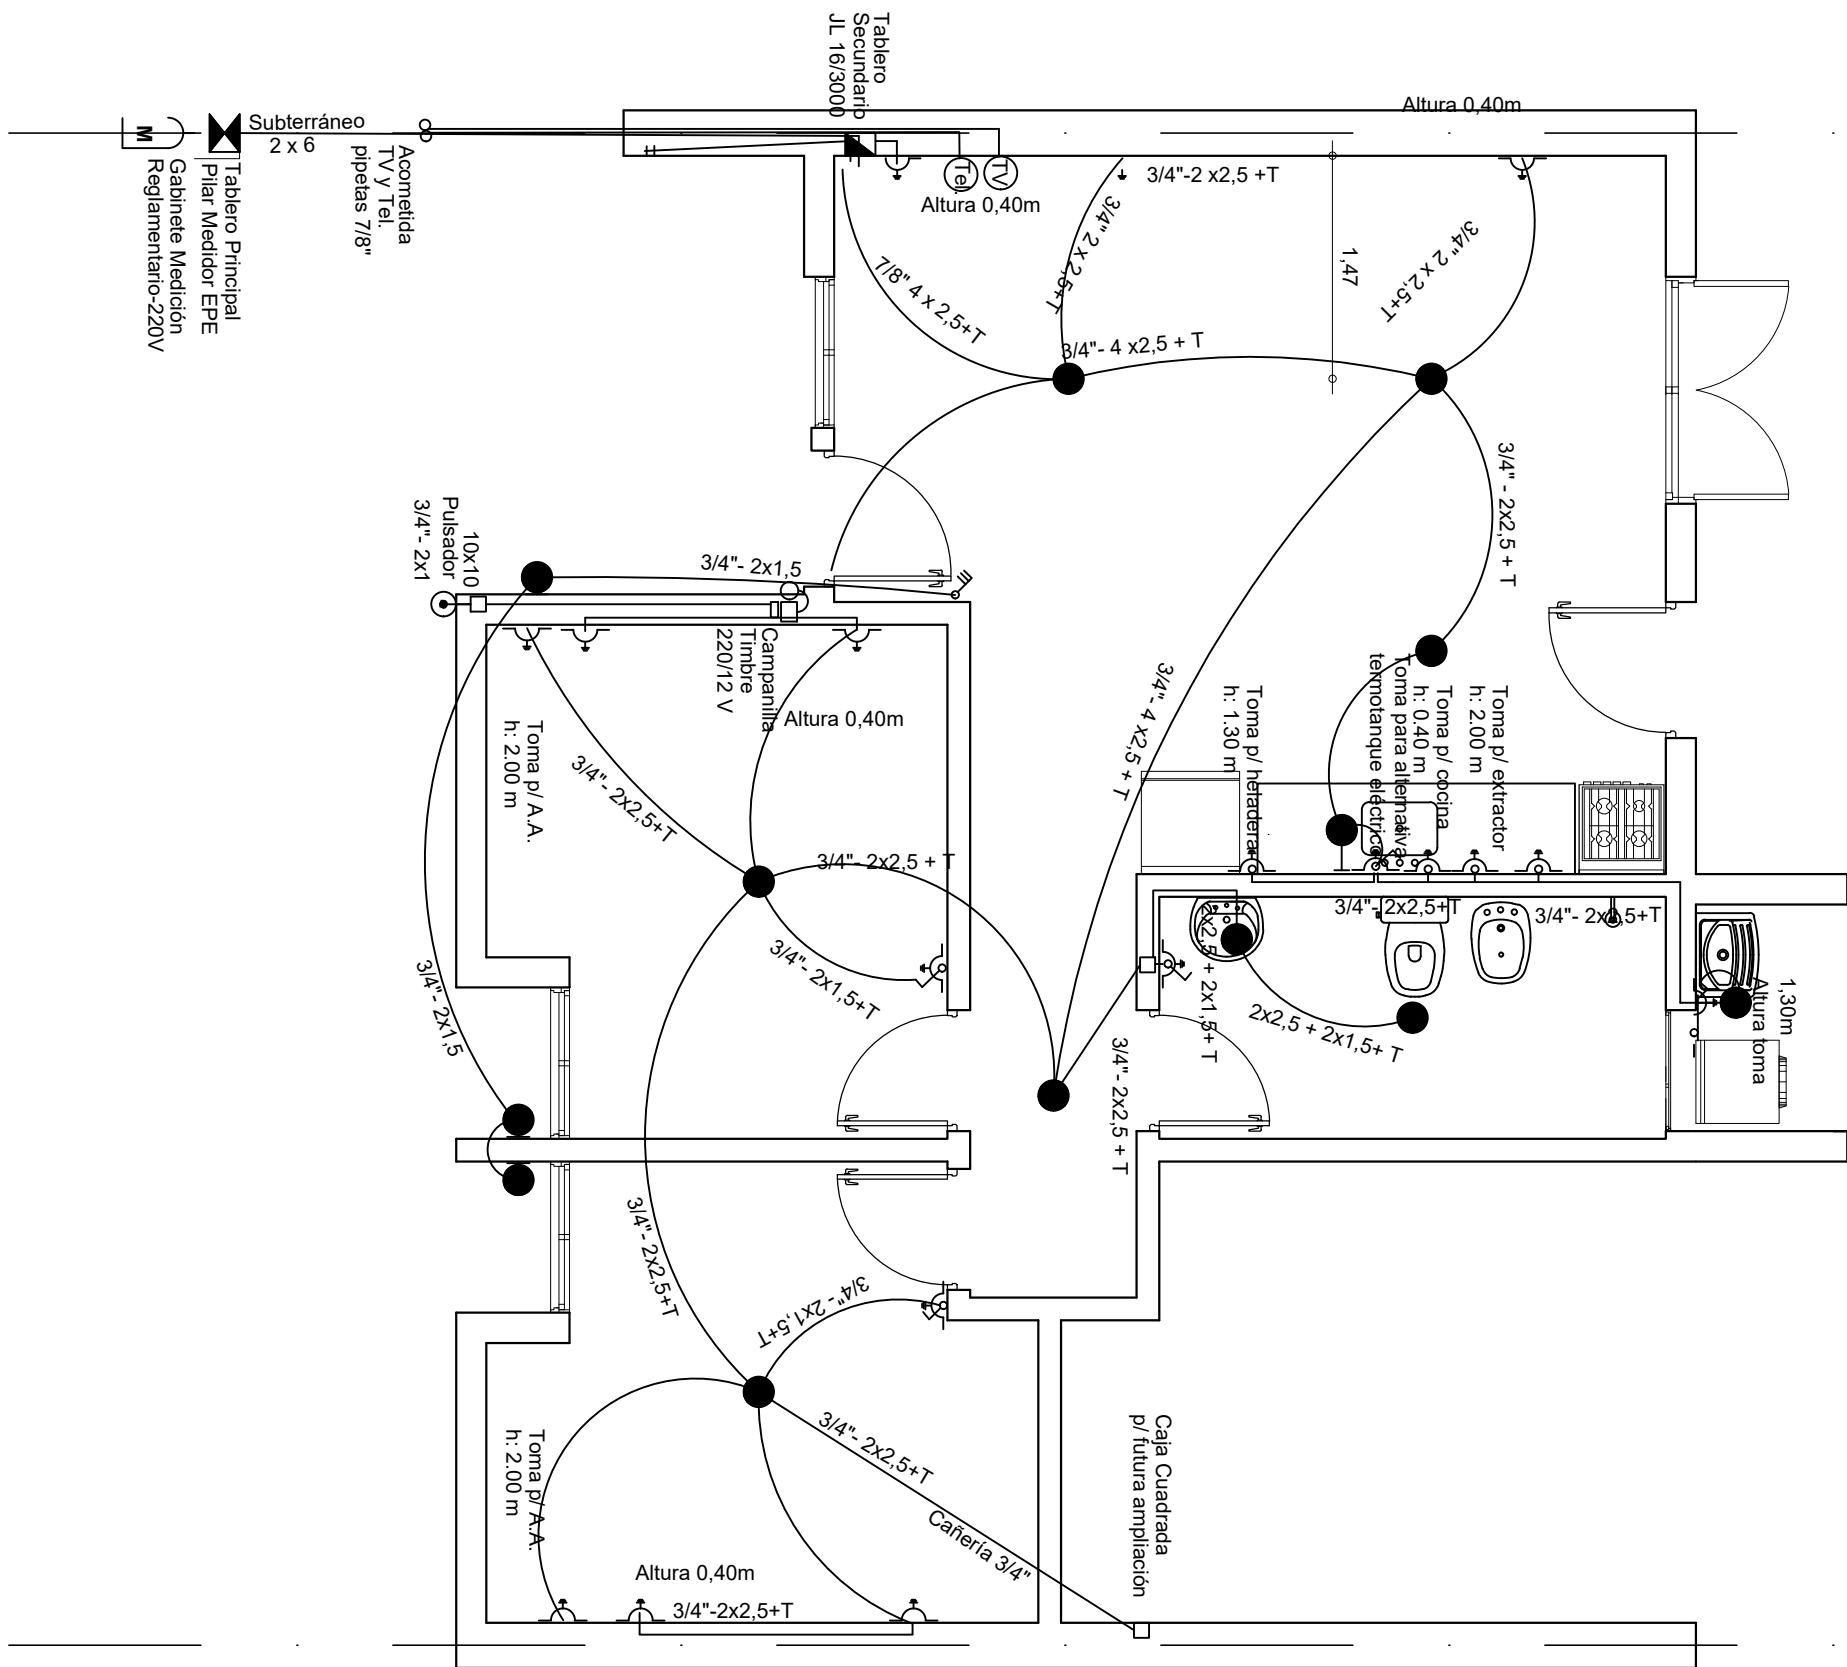 Tablero
Secundario
JL 16/3000
Altura 0,40m
Subterráneo
2 x 6
M
Tablero Principal
Pilar Medidor EPE
Gabinete Medición
Reglamentario-220V
Acometida
TV y Tel.
pipetas 7/8"
Tel.
TV
Altura 0,40m
3/4"-2 x2,5 +T
3/4" 2 x 2,5+T
7/8" 4 x 2,5+T
1,47
3/4" 2 x 2,5+T
3/4"- 4 x2,5 + T
3/4" - 2x2,5 + T
10x10
Pulsador
3/4"- 2x1
3/4"- 2x1,5
Campanilla
Timbre
220/12 V
Altura 0,40m
Toma p/ A.A.
h: 2.00 m
3/4"- 2x2,5+T
3/4"- 4 x2,5 + T
Toma p/ heladera
h: 1.30 m
Toma para alternativa
termotanque eléctrico
Toma p/ cocina
h: 0.40 m
Toma p/ extractor
h: 2.00 m
3/4"- 2x2,5 + T
3/4"- 2x1,5+T
3/4"- 2x2,5+T
3/4"- 2x2,5+T
2x2,5 + 2x1,5+ T
2x2,5 + 2x1,5+ T
1,30m
Altura toma
3/4"- 2x1,5
3/4"- 2x2,5 + T
3/4"- 2x2,5+T
3/4"- 2x1,5+T
3/4"- 2x2,5+T
Cañería 3/4"
Caja Cuadrada
p/ futura ampliación
Toma p/ A.A.
h: 2.00 m
Altura 0,40m
3/4"-2x2,5+T